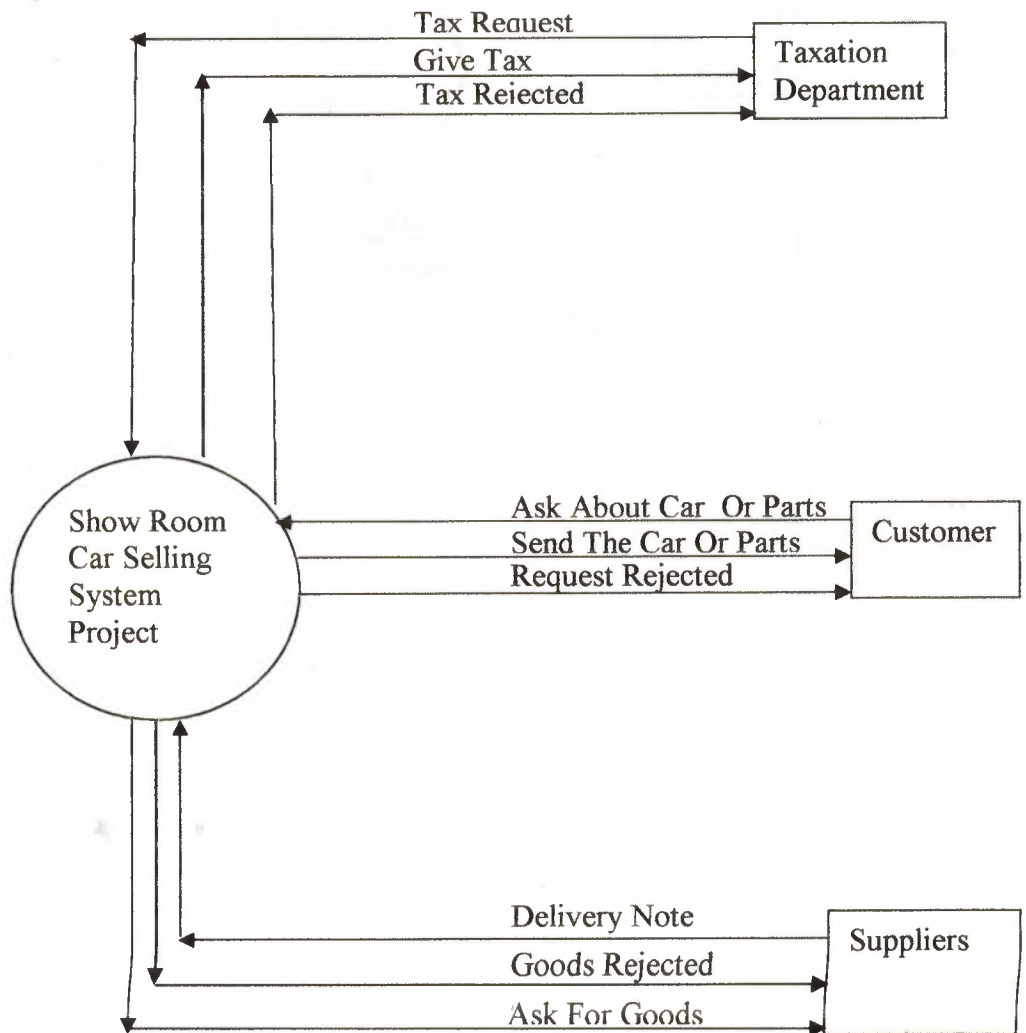 Tax Request
Give Tax
Tax Rejected
Taxation
Department
Show Room
Car Selling
System
Project
Ask About Car Or Parts
Send The Car Or Parts
Request Rejected
Customer
Delivery Note
Goods Rejected
Ask For Goods
Suppliers